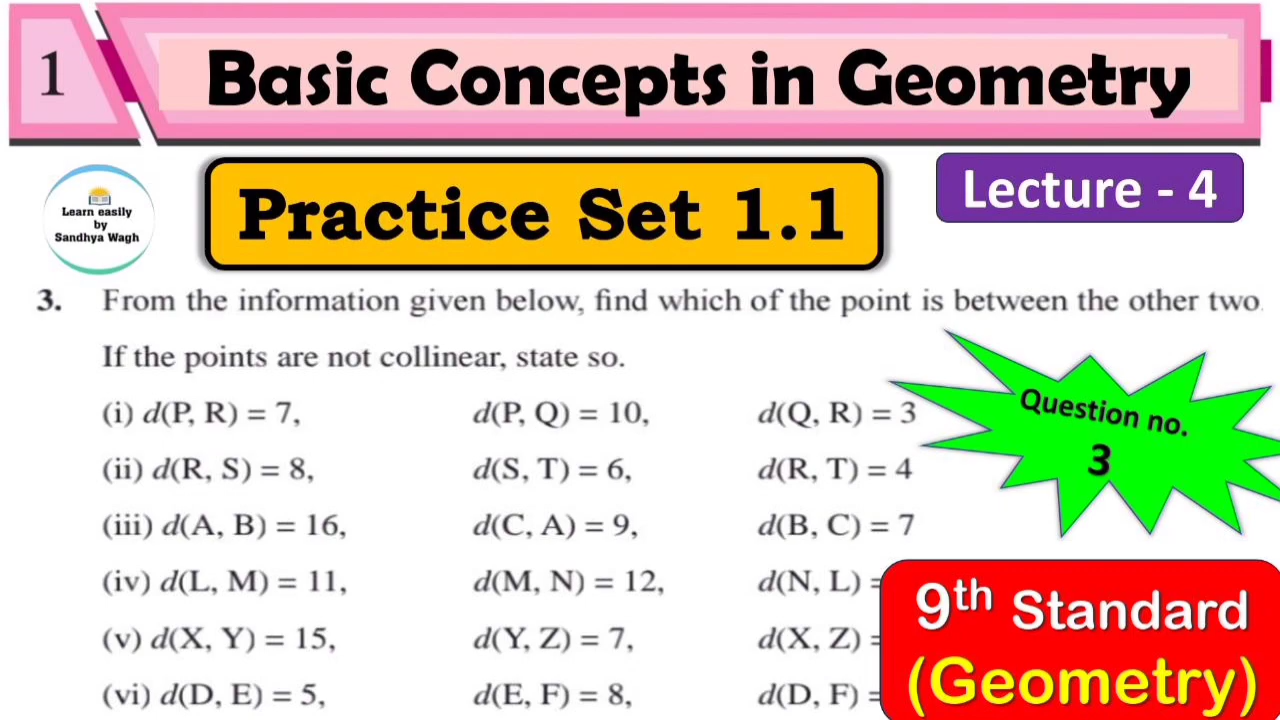 1
Basic Concepts in Geometry
Learn easily
by
Sandhya Wagh
Practice Set 1.1
Lecture - 4
3. From the information given below, find which of the point is between the other two.
If the points are not collinear, state so.
(i) d(P, R) = 7, d(P, Q) = 10, d(Q, R) = 3
(ii) d(R, S) = 8, d(S, T) = 6, d(R, T) = 4
(iii) d(A, B) = 16, d(C, A) = 9, d(B, C) = 7
(iv) d(L, M) = 11, d(M, N) = 12, d(N, L) =
(v) d(X, Y) = 15, d(Y, Z) = 7, d(X, Z) =
(vi) d(D, E) = 5, d(E, F) = 8, d(D, F) =
Question no.
3
9th Standard
(Geometry)